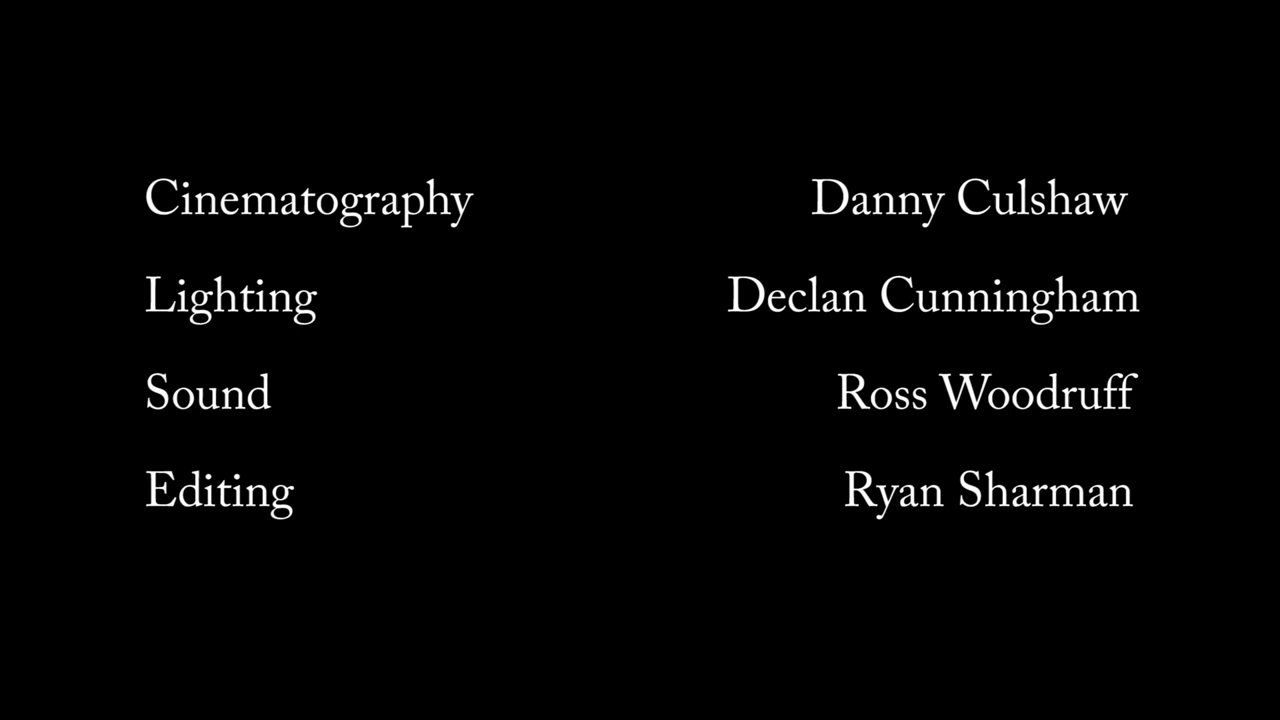 Cinematography Danny Culshaw
Lighting Declan Cunningham
Sound Ross Woodruff
Editing Ryan Sharman